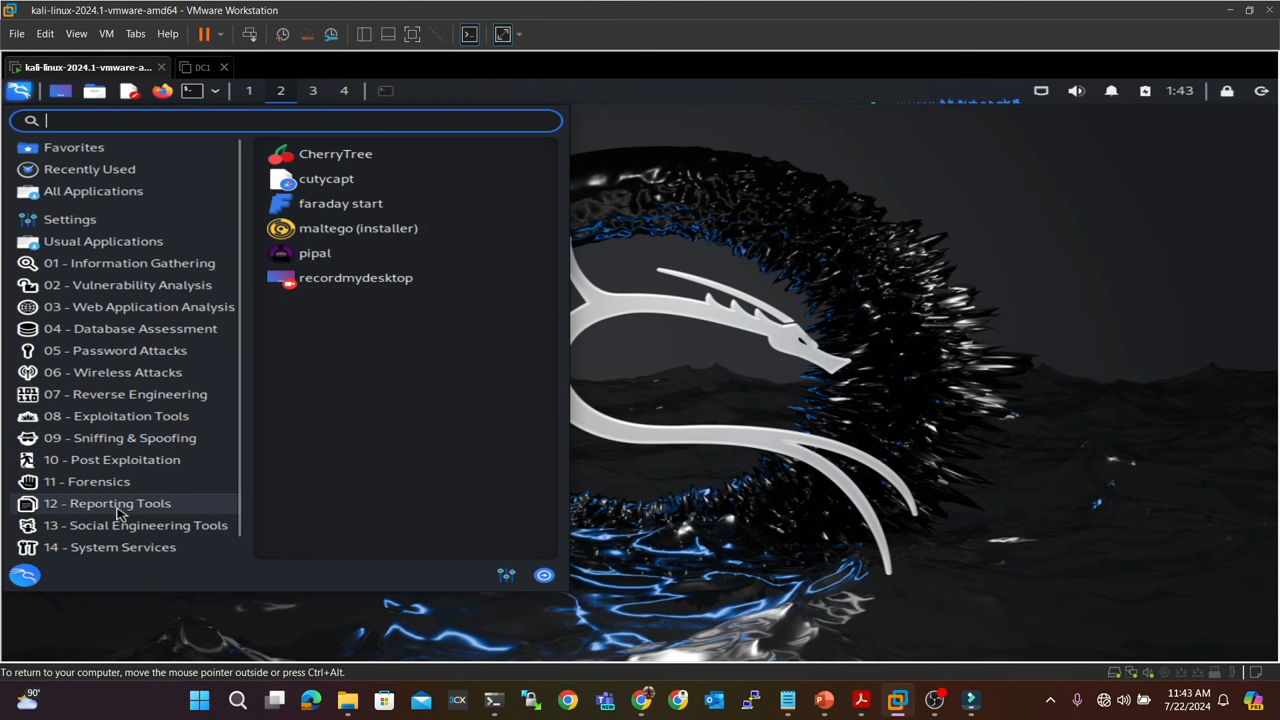 kali-linux-2024.1-vmware-amd64 - VMware Workstation
File Edit View VM Tabs Help
kali-linux-2024.1-vmware-a... DC1
1 2 3 4 1:43
Favorites
Recently Used
All Applications
Settings
Usual Applications
01 - Information Gathering
02 - Vulnerability Analysis
03 - Web Application Analysis
04 - Database Assessment
05 - Password Attacks
06 - Wireless Attacks
07 - Reverse Engineering
08 - Exploitation Tools
09 - Sniffing & Spoofing
10 - Post Exploitation
11 - Forensics
12 - Reporting Tools
13 - Social Engineering Tools
14 - System Services
CherryTree
cutycapt
faraday start
maltego (installer)
pipal
recordmydesktop
To return to your computer, move the mouse pointer outside or press Ctrl+Alt.
90°
11:43 AM
7/22/2024